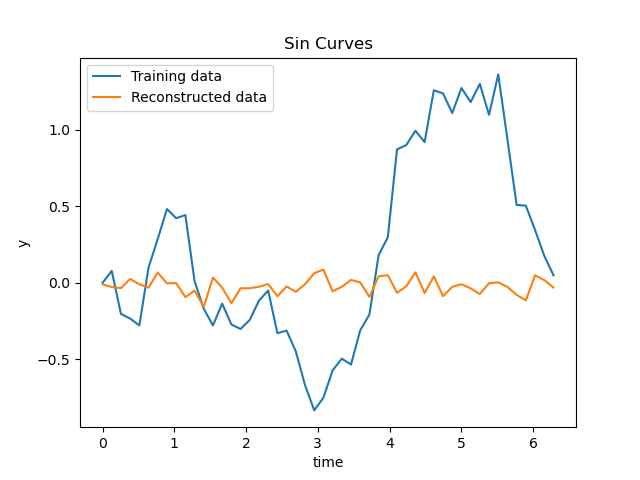 Sin Curves
Training data
Reconstructed data
1.0
0.5
0.0
−0.5
y
0 1 2 3 4 5 6
time